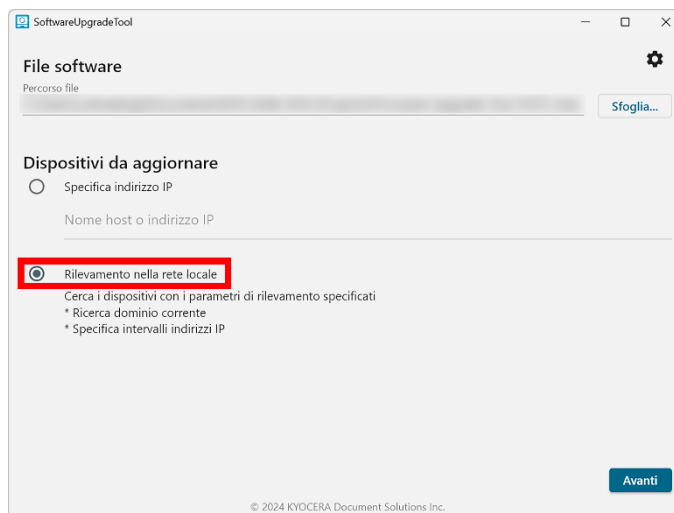 SoftwareUpgradeTool
File software
Percorso file
Sfoglia...
Dispositivi da aggiornare
Specifica indirizzo IP
Nome host o indirizzo IP
Rilevamento nella rete locale
Cerca i dispositivi con i parametri di rilevamento specificati
* Ricerca dominio corrente
* Specifica intervalli indirizzi IP
Avanti
© 2024 KYOCERA Document Solutions Inc.